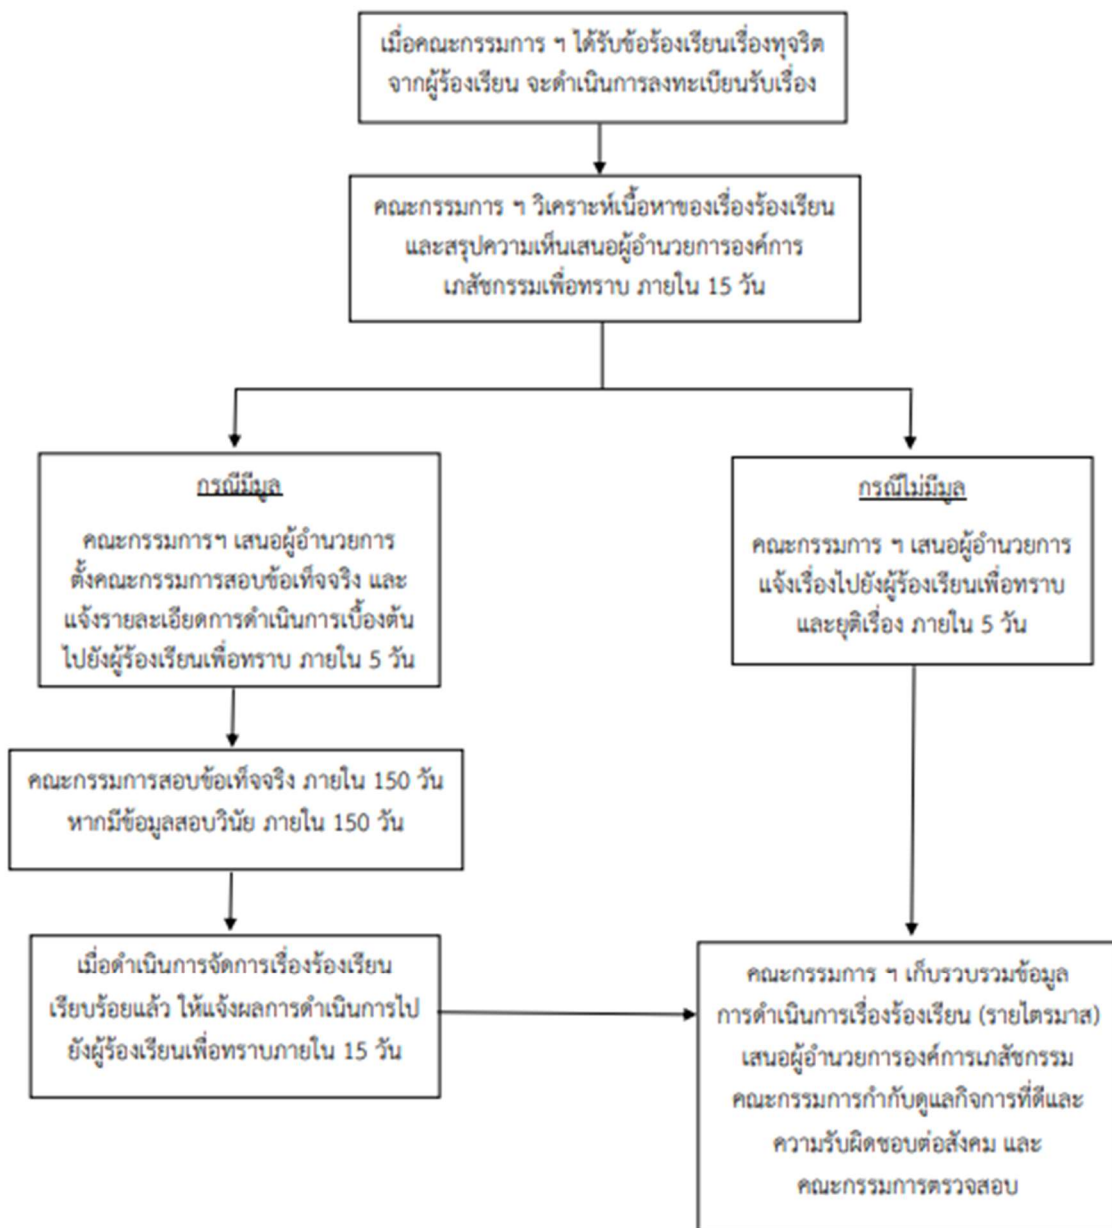 เมื่อคณะกรรมการ ฯ ได้รับข้อร้องเรียนเรื่องทุจริต
จากผู้ร้องเรียน จะดำเนินการลงทะเบียนรับเรื่อง
คณะกรรมการ ฯ วิเคราะห์เนื้อหาของเรื่องร้องเรียน
และสรุปความเห็นเสนอผู้อำนวยการองค์การ
เภสัชกรรมเพื่อทราบ ภายใน 15 วัน
กรณีมีมูล
คณะกรรมการฯ เสนอผู้อำนวยการ
ตั้งคณะกรรมการสอบข้อเท็จจริง และ
แจ้งรายละเอียดการดำเนินการเบื้องต้น
ไปยังผู้ร้องเรียนเพื่อทราบ ภายใน 5 วัน
กรณีไม่มีมูล
คณะกรรมการ ฯ เสนอผู้อำนวยการ
แจ้งเรื่องไปยังผู้ร้องเรียนเพื่อทราบ
และยุติเรื่อง ภายใน 5 วัน
คณะกรรมการสอบข้อเท็จจริง ภายใน 150 วัน
หากมีข้อมูลสอบวินัย ภายใน 150 วัน
เมื่อดำเนินการจัดการเรื่องร้องเรียน
เรียบร้อยแล้ว ให้แจ้งผลการดำเนินการไป
ยังผู้ร้องเรียนเพื่อทราบภายใน 15 วัน
คณะกรรมการ ฯ เก็บรวบรวมข้อมูล
การดำเนินการเรื่องร้องเรียน (รายไตรมาส)
เสนอผู้อำนวยการองค์การเภสัชกรรม
คณะกรรมการกำกับดูแลกิจการที่ดีและ
ความรับผิดชอบต่อสังคม และ
คณะกรรมการตรวจสอบ